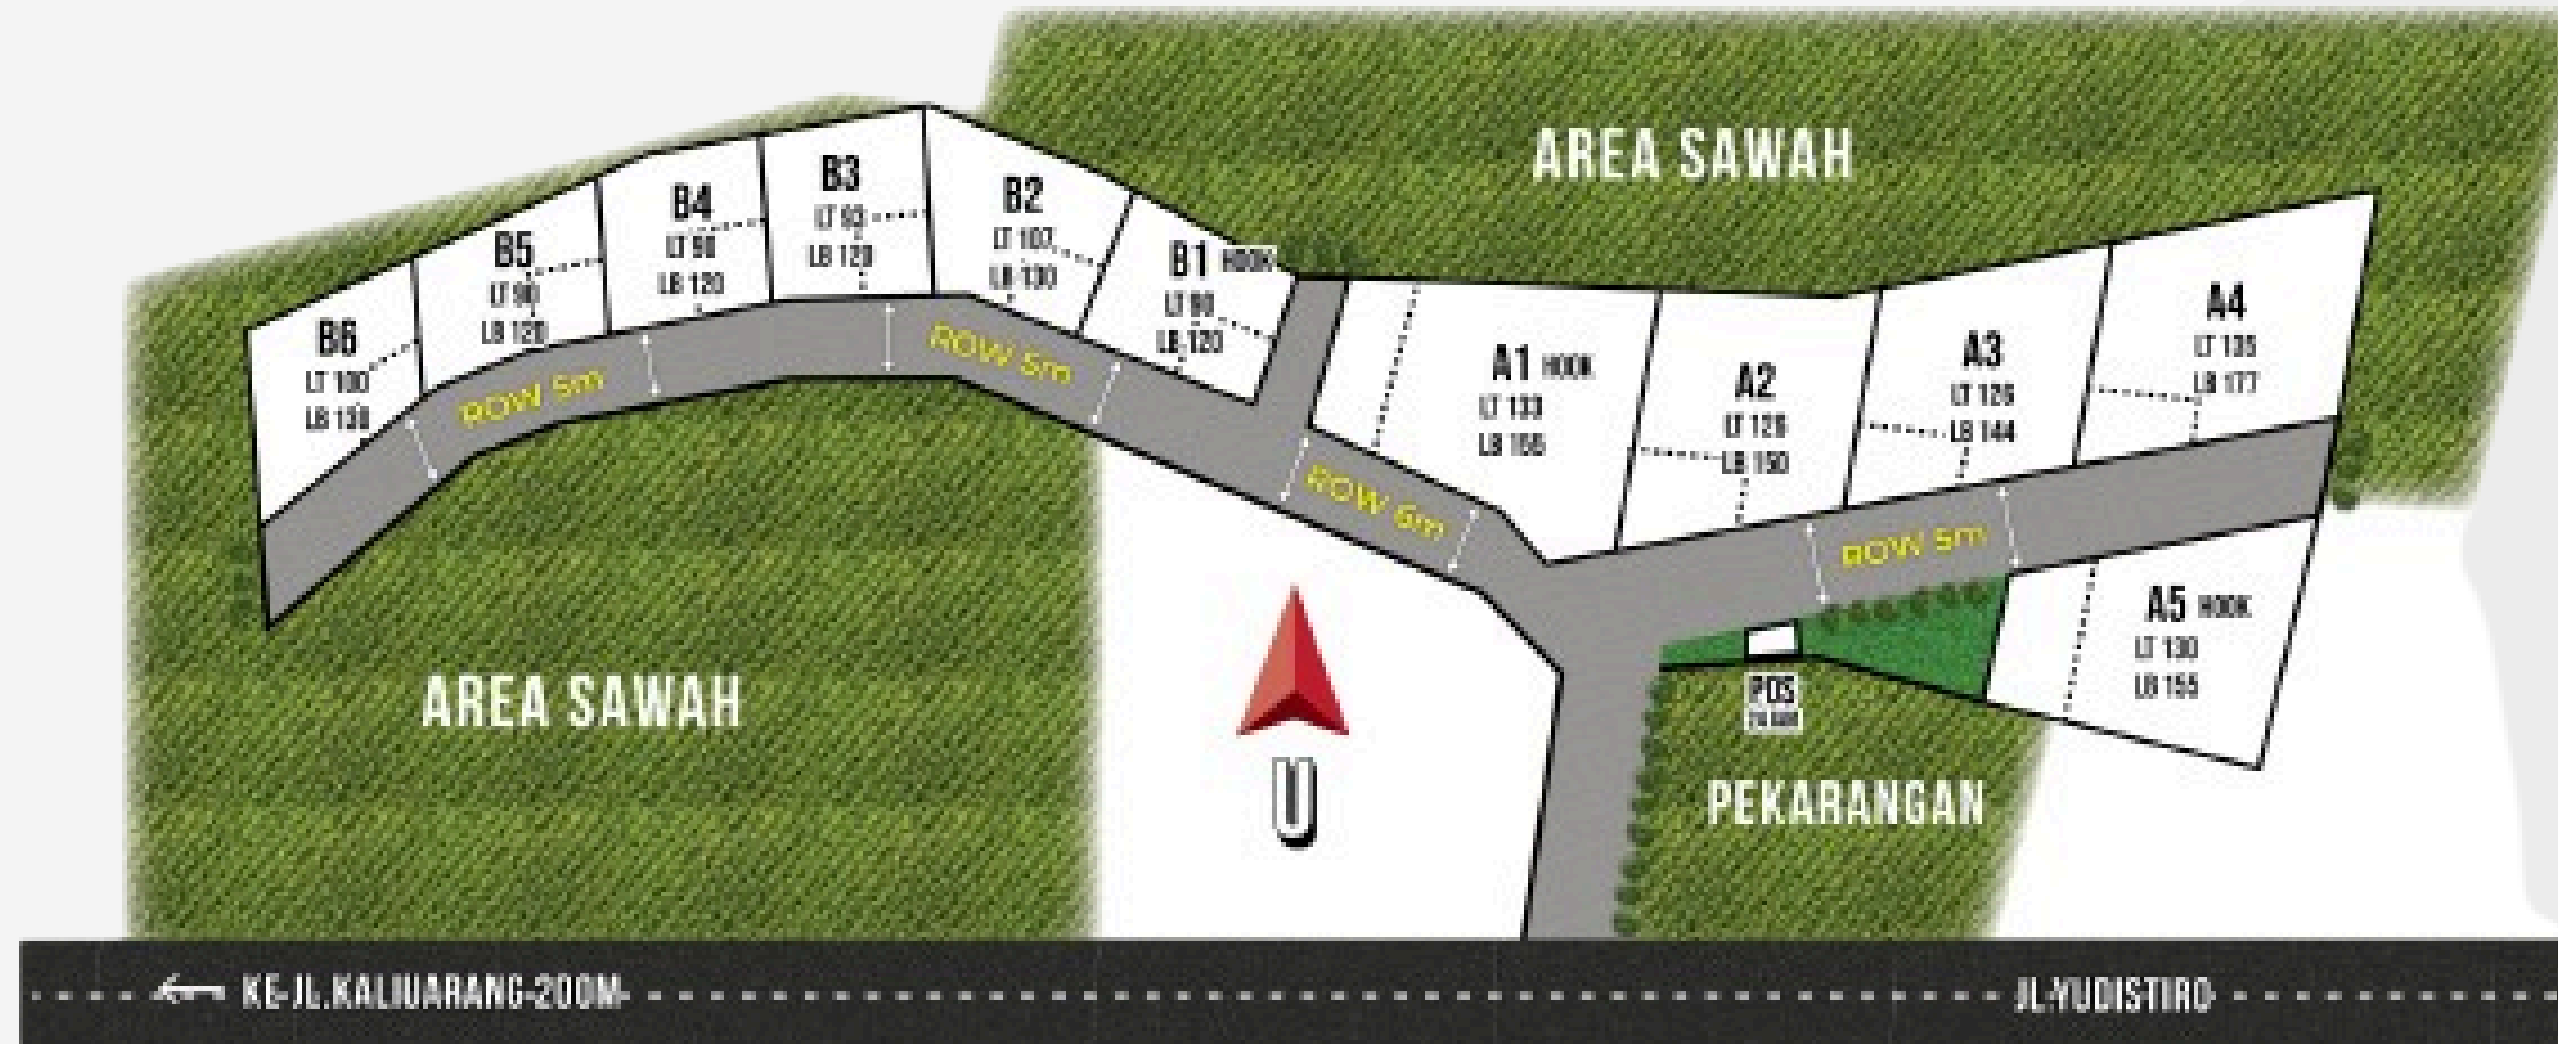 AREA SAWAH
B3
LT 93
LB 120
B4
LT 90
LB 120
B2
LT 107
LB 130
B5
LT 90
LB 120
B1 HOOK
LT 90
LB 120
B6
LT 100
LB 130
A4
LT 135
LB 177
A3
LT 126
LB 144
A1 HOOK
LT 133
LB 155
A2
LT 126
LB 150
ROW 5m
ROW 5m
ROW 6m
ROW 5m
A5 HOOK
LT 130
LB 155
AREA SAWAH
POS
U
PEKARANGAN
KE JL.KALIUARANG 200M
JL.YUDISTIRO